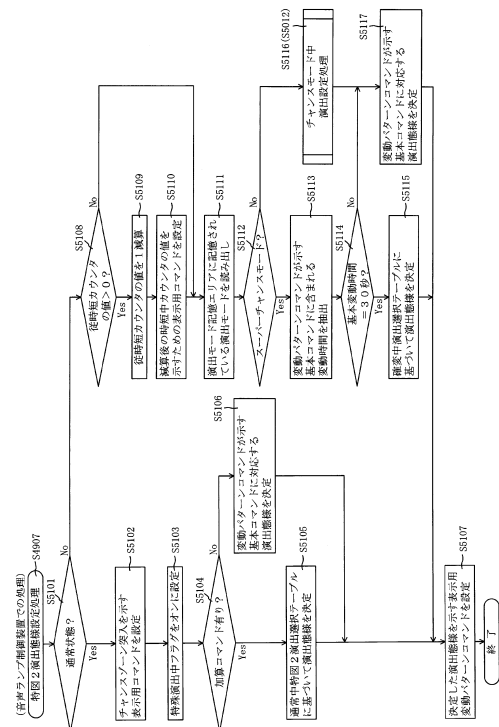 (音声ランプ制御装置での処理)
特図2演出態様設定処理
S4907
通常状態?
S5101
No
Yes
チャンスゾーン突入を示す
表示用コマンドを設定
S5102
特殊演出中フラグをオンに設定
S5103
加算コマンド有り?
S5104
No
Yes
通常中特図2演出選択テーブル
に基づいて演出態様を決定
S5105
変動パターンコマンドが示す
基本コマンドに対応する
演出態様を決定
S5106
決定した演出態様を示す表示用
変動パターンコマンドを設定
S5107
終了
従時短カウンタ
の値>0?
S5108
No
Yes
従時短カウンタの値を1減算
S5109
減算後の時短中カウンタの値を
示すための表示用コマンドを設定
S5110
演出モード記憶エリアに記憶され
ている演出モードを読み出し
S5111
スーパーチャンスモード?
S5112
No
Yes
変動パターンコマンドが示す
基本コマンドに含まれる
変動時間を抽出
S5113
基本変動時間
=30秒?
S5114
No
Yes
確変中演出選択テーブルに
基づいて演出態様を決定
S5115
チャンスモード中
演出設定処理
S5116(S5012)
変動パターンコマンドが示す
基本コマンドに対応する
演出態様を決定
S5117